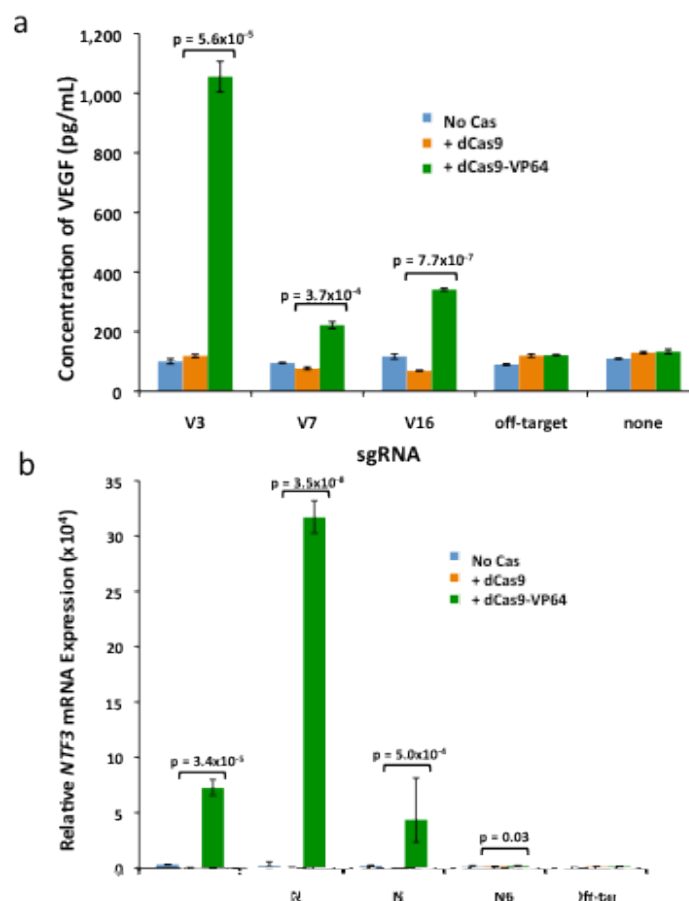 a
1,200
1,000
800
600
400
200
0
Concentration of VEGF (pg/mL)
p = 5.6x10⁻⁵
p = 3.7x10⁻⁴
p = 7.7x10⁻⁷
No Cas
+ dCas9
+ dCas9-VP64
V3 V7 V16 off-target none
sgRNA
b
35
30
25
20
15
10
5
0
Relative NTF3 mRNA Expression (x10⁴)
p = 3.4x10⁻⁵
p = 3.5x10⁻⁸
p = 5.0x10⁻⁴
p = 0.03
No Cas
+ dCas9
+ dCas9-VP64
N6